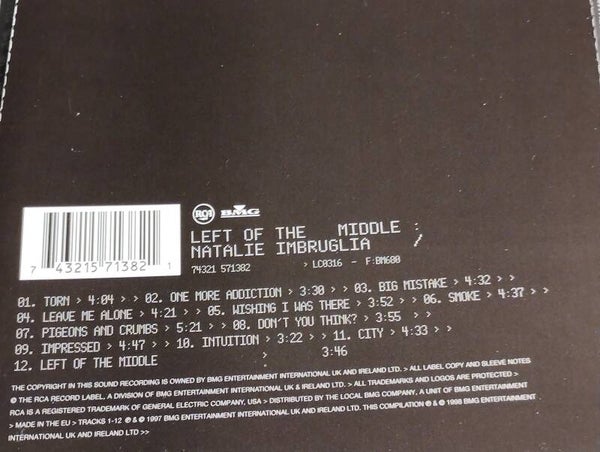 RCA BMG
LEFT OF THE MIDDLE :
NATALIE IMBRUGLIA /
74321 571382 > LC0316 - F:BM600
7 43215 71382 1
01. TORN > 4:04 > > 02. ONE MORE ADDICTION > 3:30 > > 03. BIG MISTAKE > 4:32 > >
04. LEAVE ME ALONE > 4:21 > > 05. WISHING I WAS THERE > 3:52 > > 06. SMOKE > 4:37 > >
07. PIGEONS AND CRUMBS > 5:21 > > 08. DON'T YOU THINK? > 3:55 > >
09. IMPRESSED > 4:47 > > 10. INTUITION > 3:22 > > 11. CITY > 4:33 > >
12. LEFT OF THE MIDDLE > 3:46
THE COPYRIGHT IN THIS SOUND RECORDING IS OWNED BY BMG ENTERTAINMENT INTERNATIONAL UK AND IRELAND LTD. > ALL LABEL COPY AND SLEEVE NOTES
℗ THE RCA RECORD LABEL, A DIVISION OF BMG ENTERTAINMENT INTERNATIONAL UK & IRELAND LTD. > ALL TRADEMARKS AND LOGOS ARE PROTECTED >
RCA IS A REGISTERED TRADEMARK OF GENERAL ELECTRIC COMPANY, USA > DISTRIBUTED BY THE LOCAL BMG COMPANY, A UNIT OF BMG ENTERTAINMENT
> MADE IN THE EU > TRACKS 1-12 ℗ & © 1997 BMG ENTERTAINMENT INTERNATIONAL UK AND IRELAND LTD. THIS COMPILATION ℗ & © 1998 BMG ENTERTAINMENT
INTERNATIONAL UK AND IRELAND LTD >>